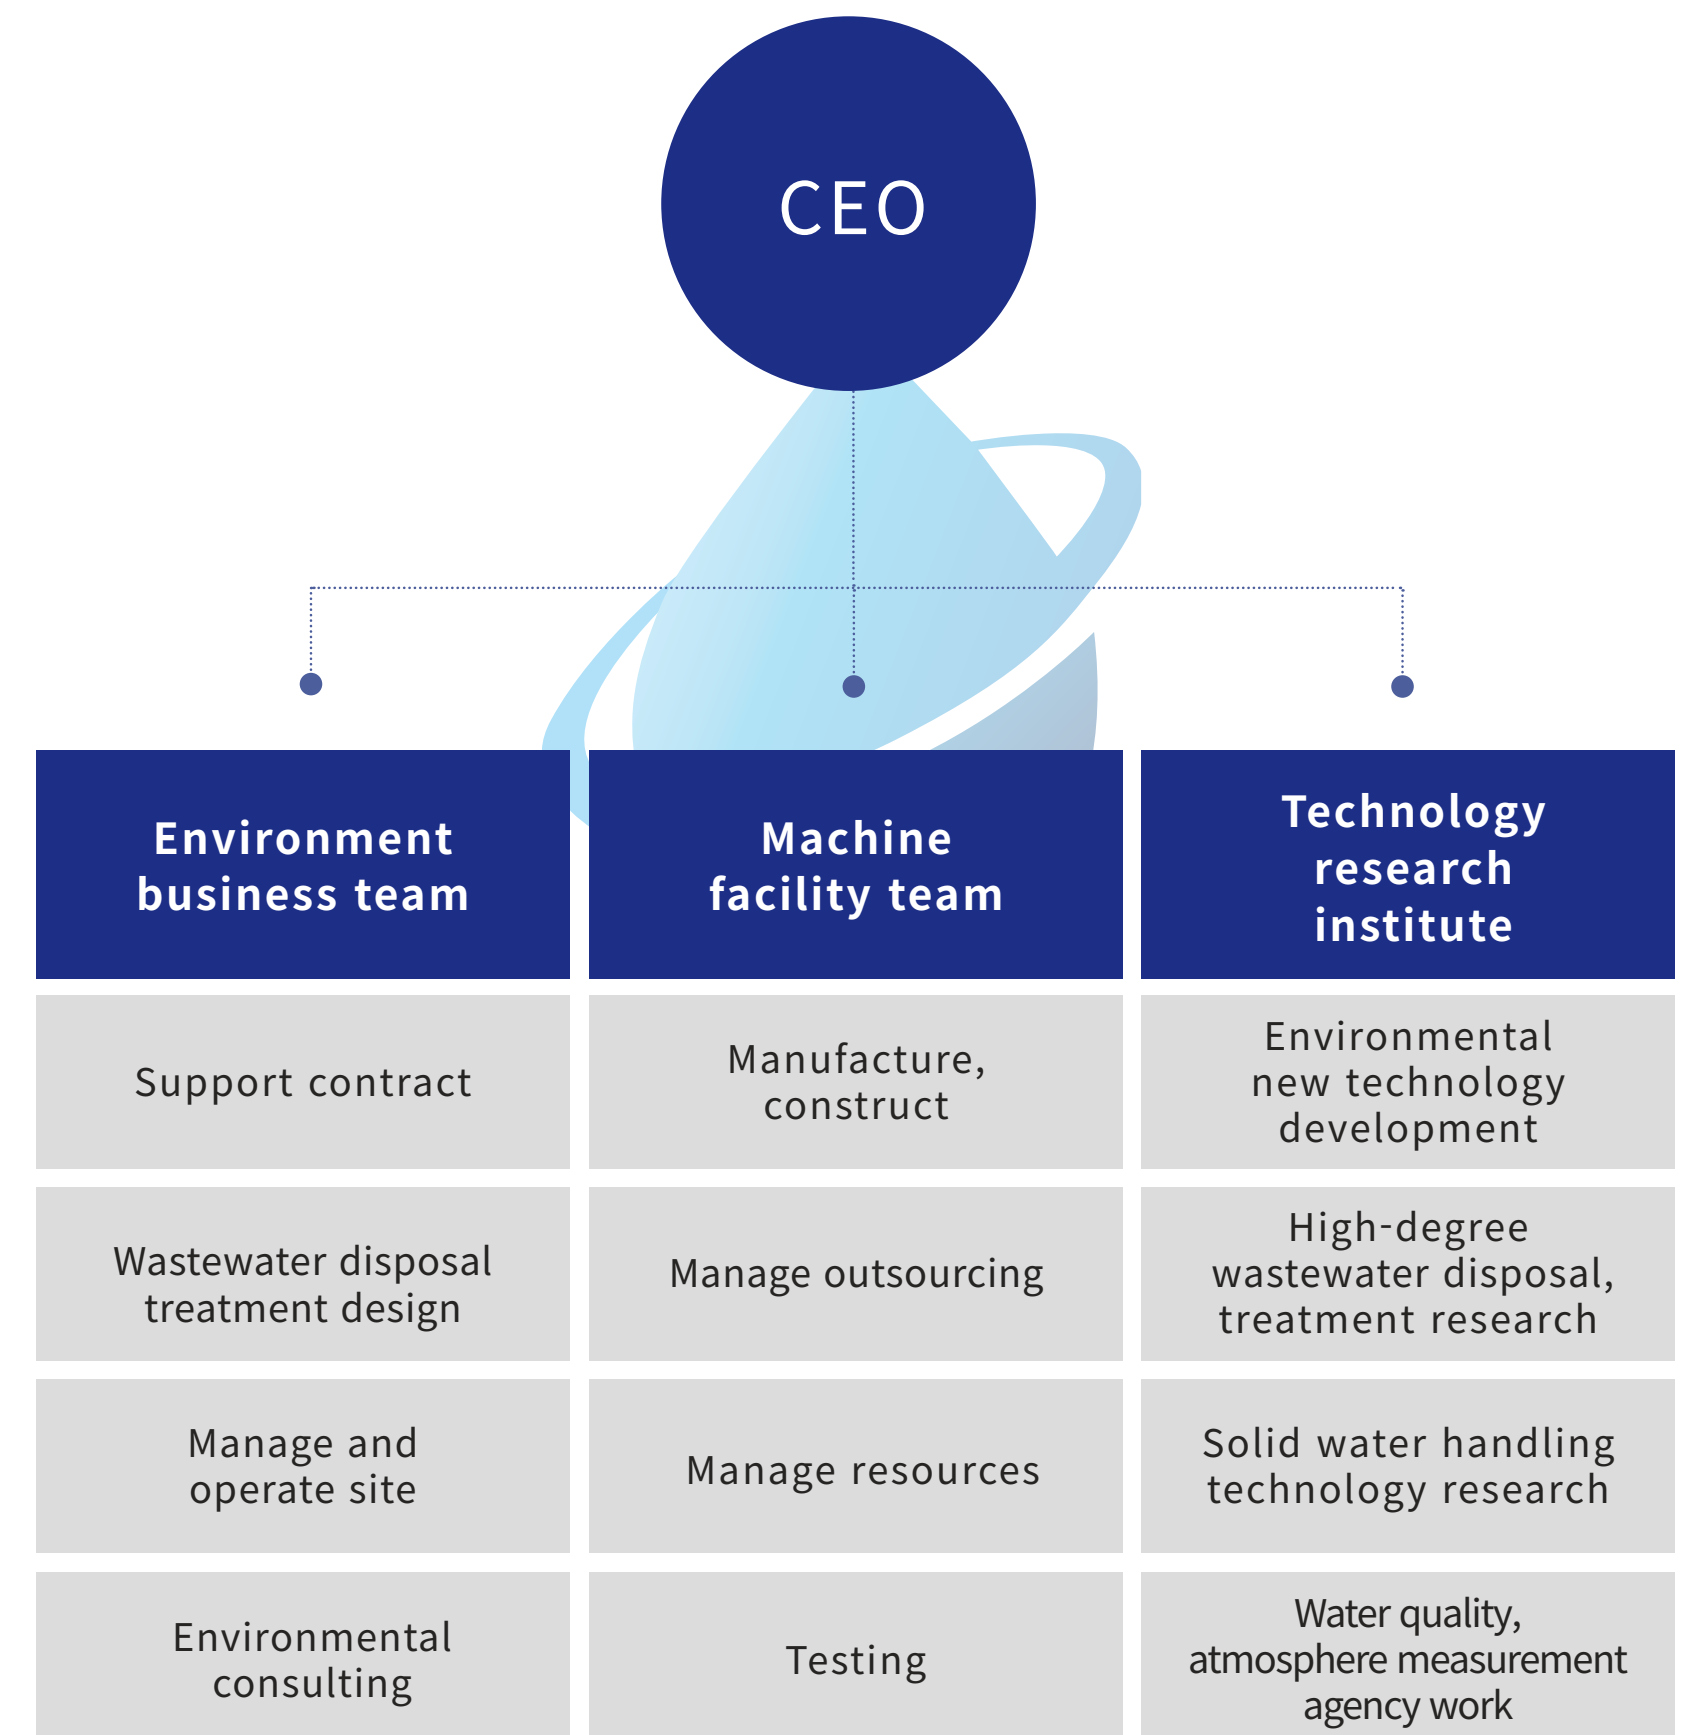 CEO
Environment
business team
Machine
facility team
Technology
research
institute
Support contract
Manufacture,
construct
Environmental
new technology
development
Wastewater disposal
treatment design
Manage outsourcing
High-degree
wastewater disposal,
treatment research
Manage and
operate site
Manage resources
Solid water handling
technology research
Environmental
consulting
Testing
Water quality,
atmosphere measurement
agency work